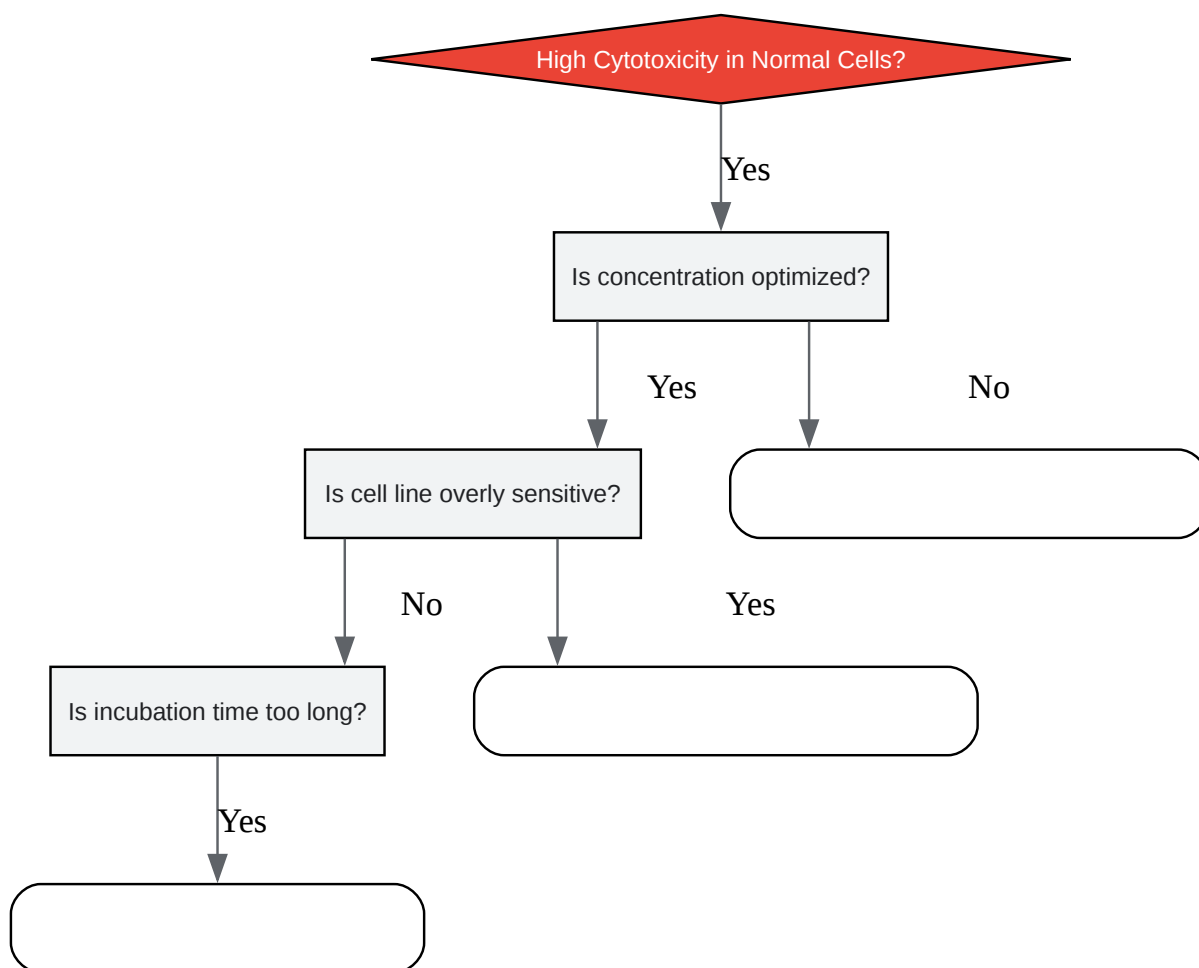 High Cytotoxicity in Normal Cells?
Yes
Is concentration optimized?
Yes
No
Is cell line overly sensitive?
No
Yes
Is incubation time too long?
Yes